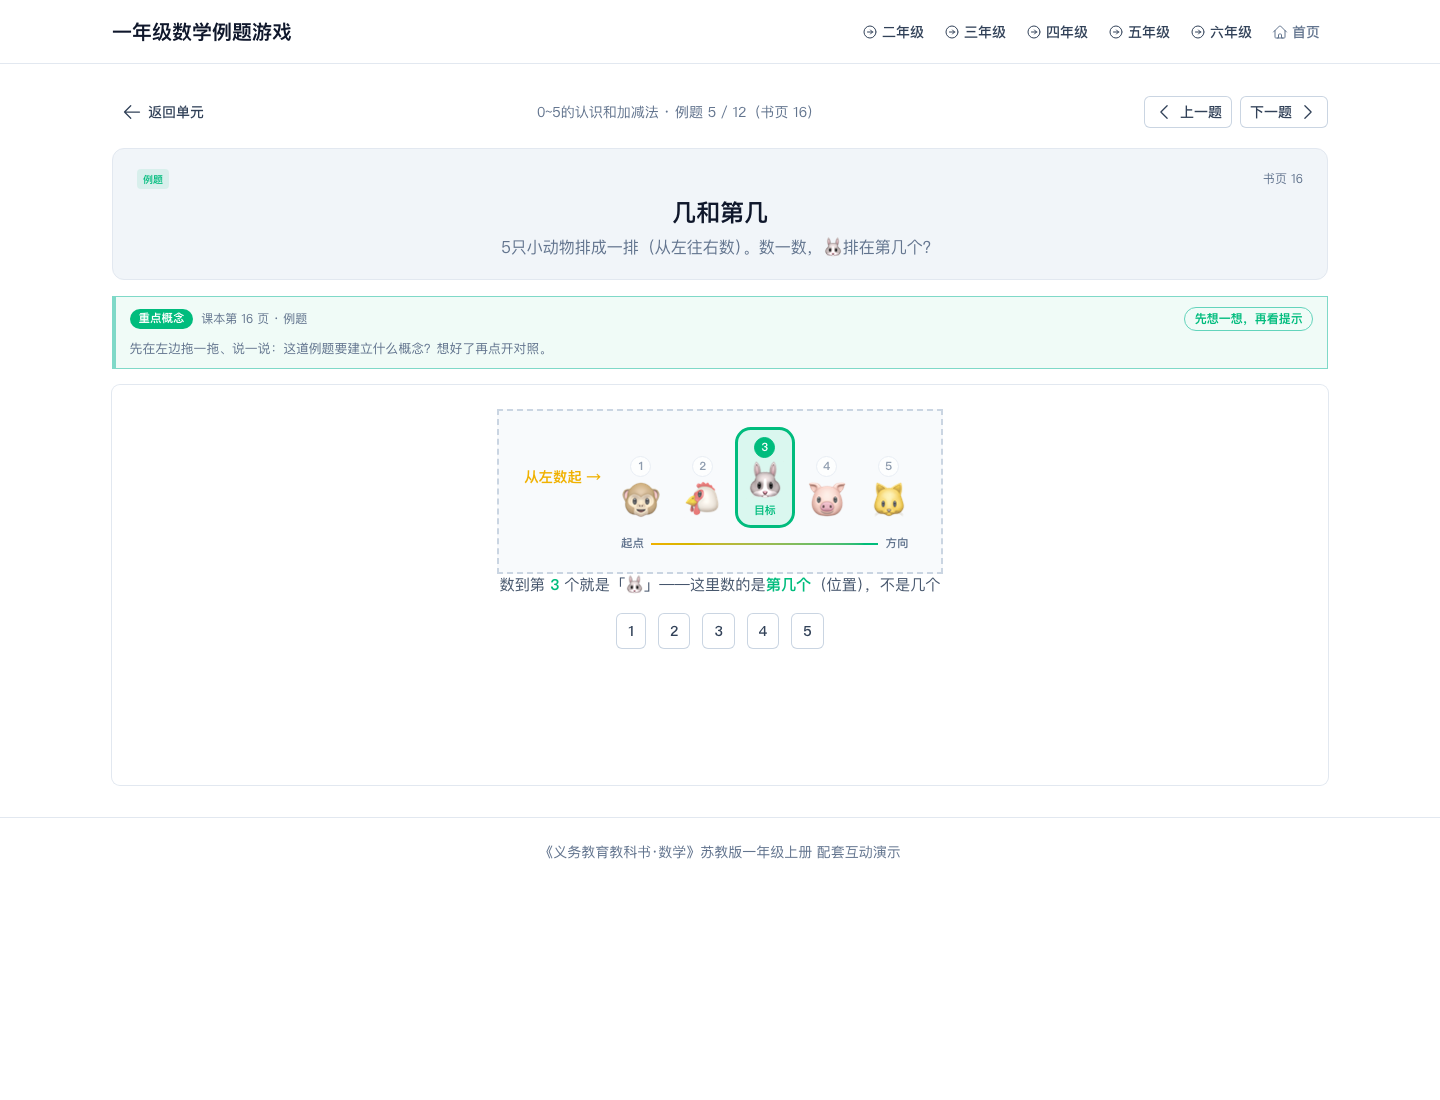 一年级数学例题游戏
二年级 三年级 四年级 五年级 六年级 首页
返回单元
0~5的认识和加减法 · 例题 5 / 12（书页 16）
上一题 下一题
例题
书页 16
几和第几
5只小动物排成一排（从左往右数）。数一数，🐰排在第几个？
重点概念 课本第 16 页 · 例题
先想一想，再看提示
先在左边拖一拖、说一说：这道例题要建立什么概念？想好了再点开对照。
从左数起 →
1 2 3 4 5
目标
起点 方向
数到第 3 个就是「🐰」——这里数的是第几个（位置），不是几个
1 2 3 4 5
《义务教育教科书·数学》苏教版一年级上册 配套互动演示